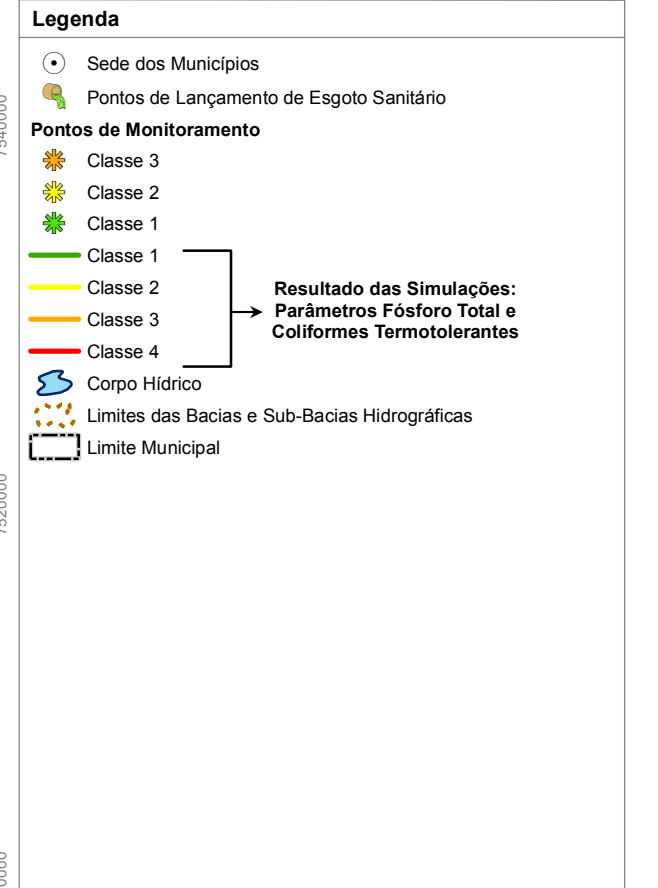 Legenda
Sede dos Municípios
Pontos de Lançamento de Esgoto Sanitário
Pontos de Monitoramento
Classe 3
Classe 2
Classe 1
Classe 1
Classe 2
Classe 3
Classe 4
Resultado das Simulações:
Parâmetros Fósforo Total e
Coliformes Termotolerantes
Corpo Hídrico
Limites das Bacias e Sub-Bacias Hidrográficas
Limite Municipal
7540000
7520000